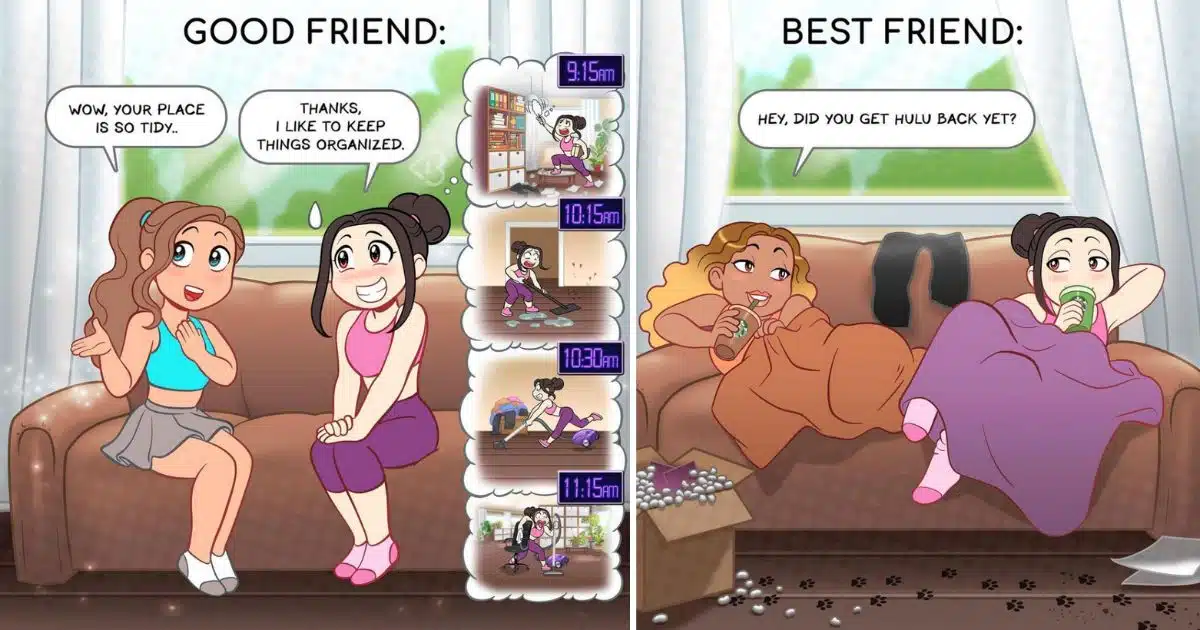 GOOD FRIEND:
WOW, YOUR PLACE
IS SO TIDY..
THANKS,
I LIKE TO KEEP
THINGS ORGANIZED.
9:15AM
10:15AM
10:30AM
11:15AM
BEST FRIEND:
HEY, DID YOU GET HULU BACK YET?